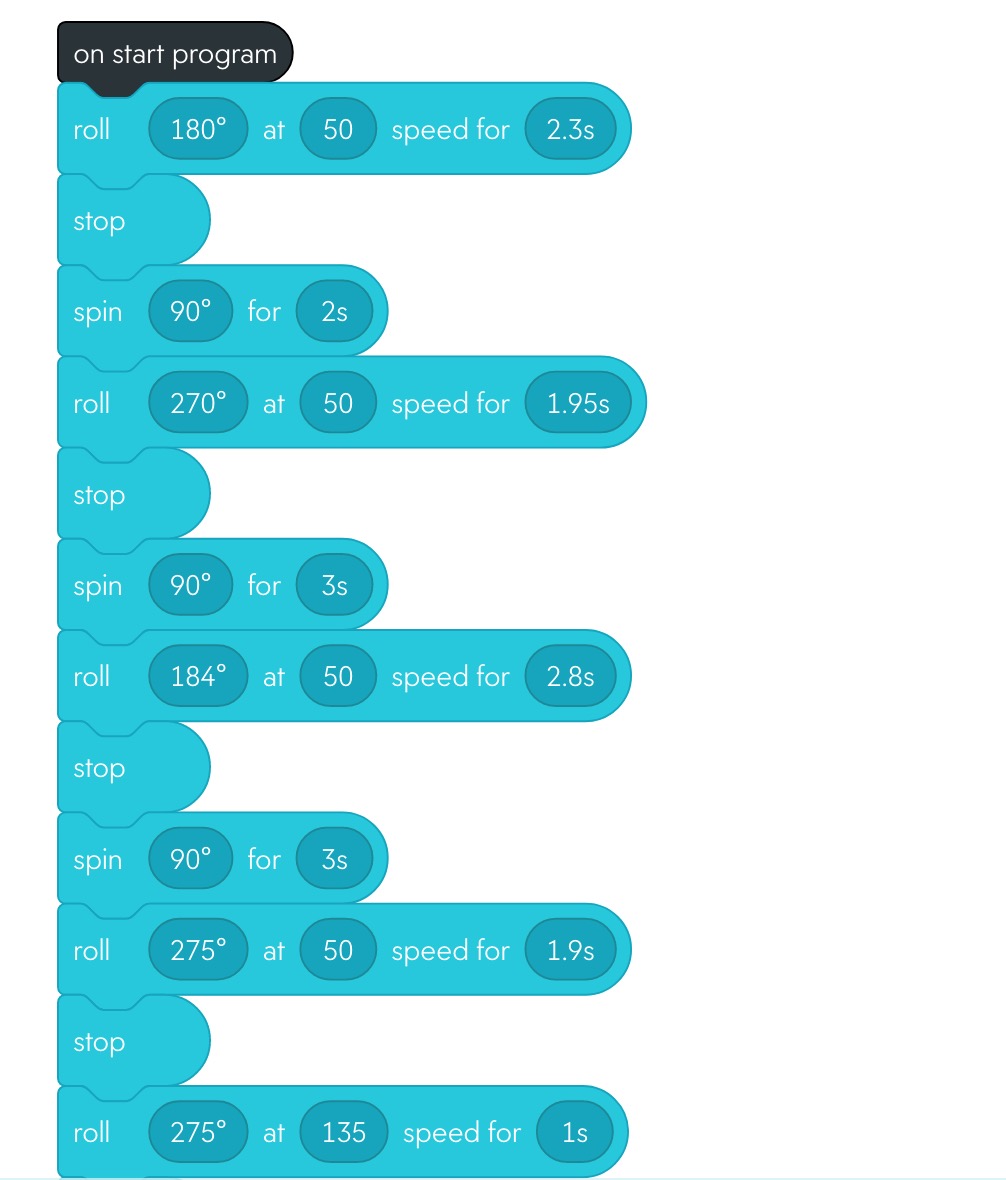 on start program
roll 180° at 50 speed for 2.3s
stop
spin 90° for 2s
roll 270° at 50 speed for 1.95s
stop
spin 90° for 3s
roll 184° at 50 speed for 2.8s
stop
spin 90° for 3s
roll 275° at 50 speed for 1.9s
stop
roll 275° at 135 speed for 1s